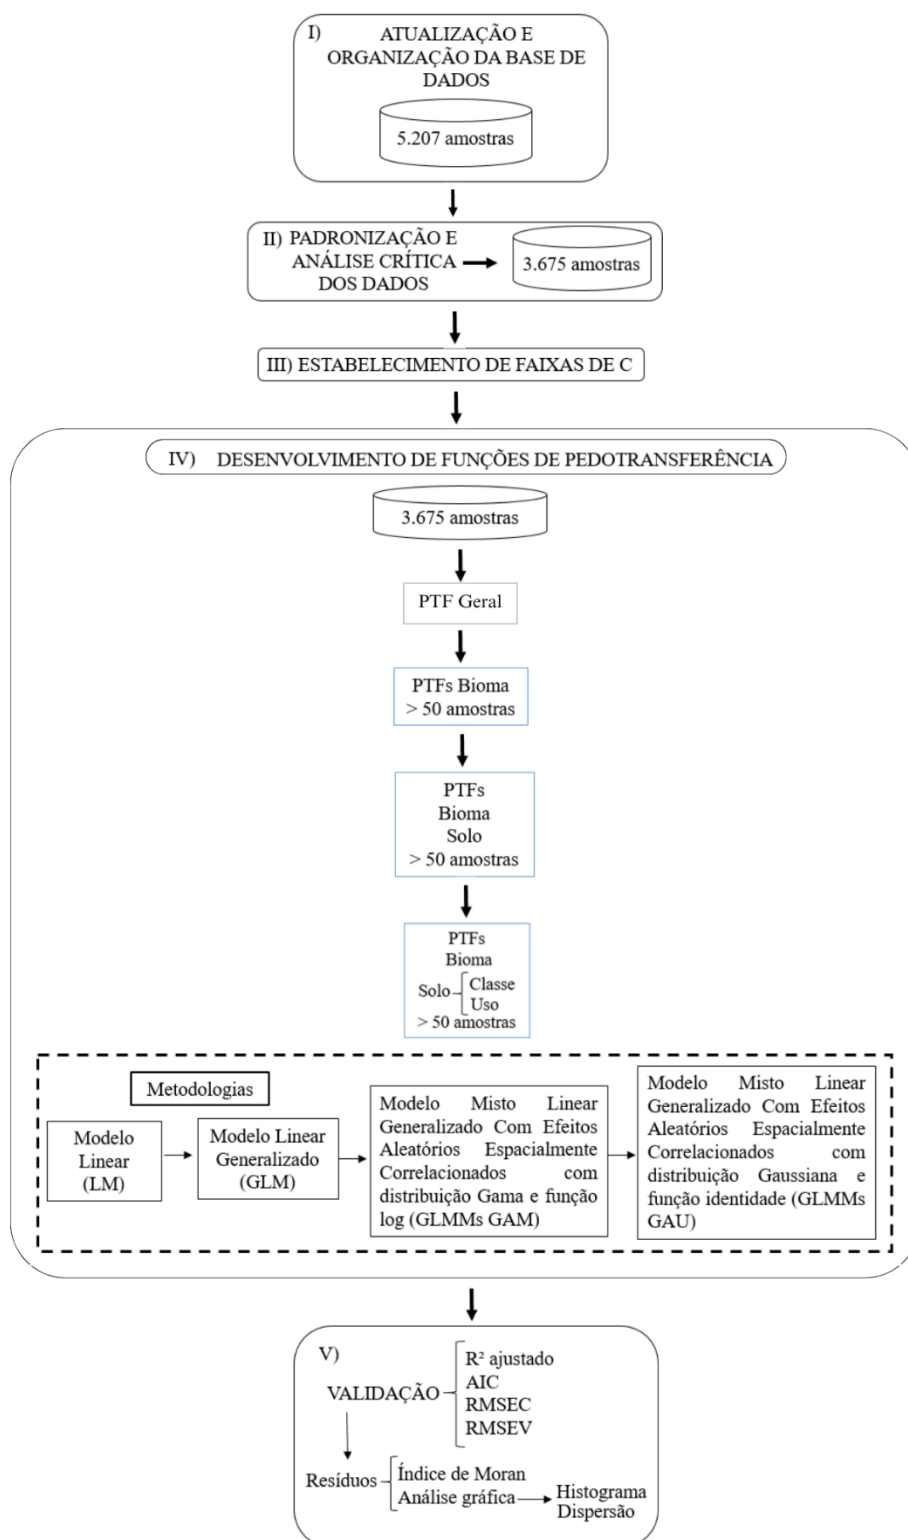 I) ATUALIZAÇÃO E
ORGANIZAÇÃO DA BASE DE
DADOS
5.207 amostras
II) PADRONIZAÇÃO E
ANÁLISE CRÍTICA
DOS DADOS
3.675 amostras
III) ESTABELECIMENTO DE FAIXAS DE C
IV) DESENVOLVIMENTO DE FUNÇÕES DE PEDOTRANSFERÊNCIA
3.675 amostras
PTF Geral
PTFs Bioma
> 50 amostras
PTFs
Bioma
Solo
> 50 amostras
PTFs
Bioma
Solo
Classe
Uso
> 50 amostras
Metodologias
Modelo
Linear
(LM)
Modelo Linear
Generalizado
(GLM)
Modelo Misto Linear
Generalizado Com Efeitos
Aleatórios Espacialmente
Correlacionados com
distribuição Gama e função
log (GLMMs GAM)
Modelo Misto Linear
Generalizado Com Efeitos
Aleatórios Espacialmente
Correlacionados com
distribuição Gaussiana e
função identidade (GLMMs
GAU)
V)
VALIDAÇÃO
R² ajustado
AIC
RMSEC
RMSEV
Resíduos
Índice de Moran
Análise gráfica
Histograma
Dispersão